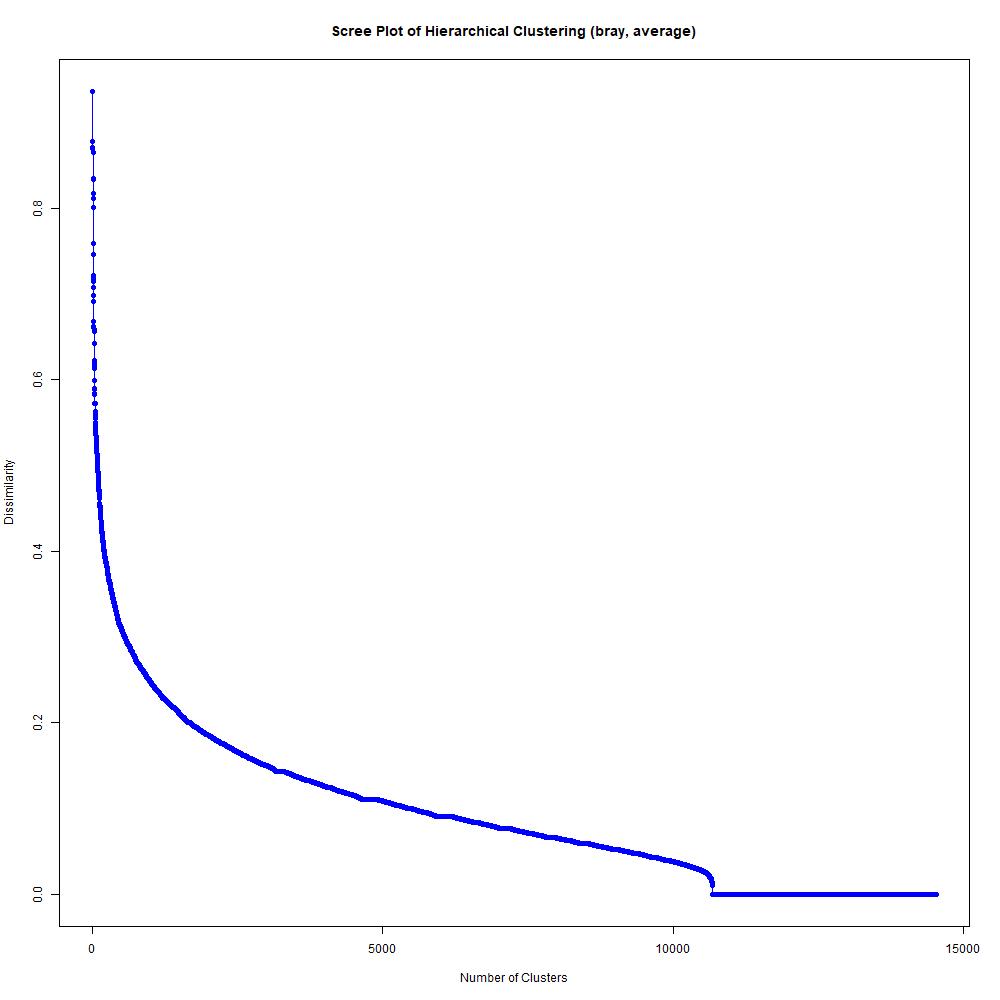 Scree Plot of Hierarchical Clustering (bray, average)
Dissimilarity
0.8
0.6
0.4
0.2
0.0
0 5000 10000 15000
Number of Clusters